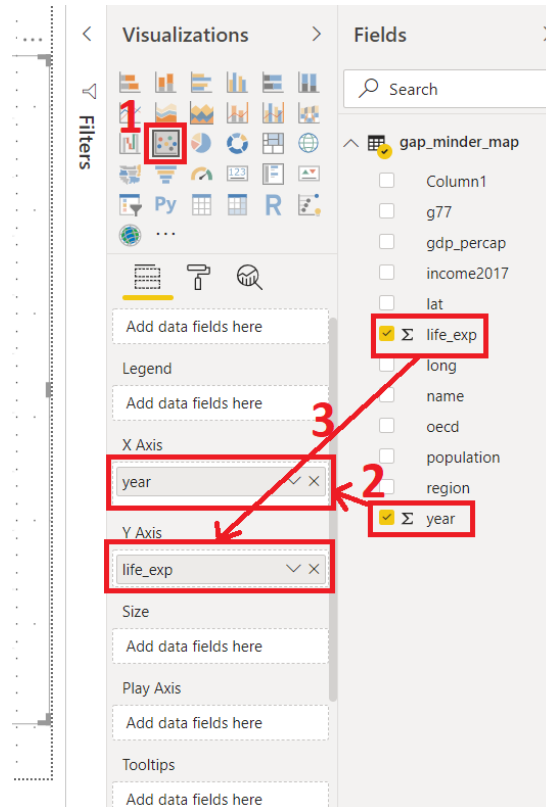 Visualizations
Fields
Search
Filters
1
gap_minder_map
Column1
g77
gdp_percap
income2017
lat
Σ life_exp
long
name
oecd
population
region
Σ year
123
Py
R
Add data fields here
Legend
Add data fields here
3
X Axis
year
2
Y Axis
life_exp
Size
Add data fields here
Play Axis
Add data fields here
Tooltips
Add data fields here